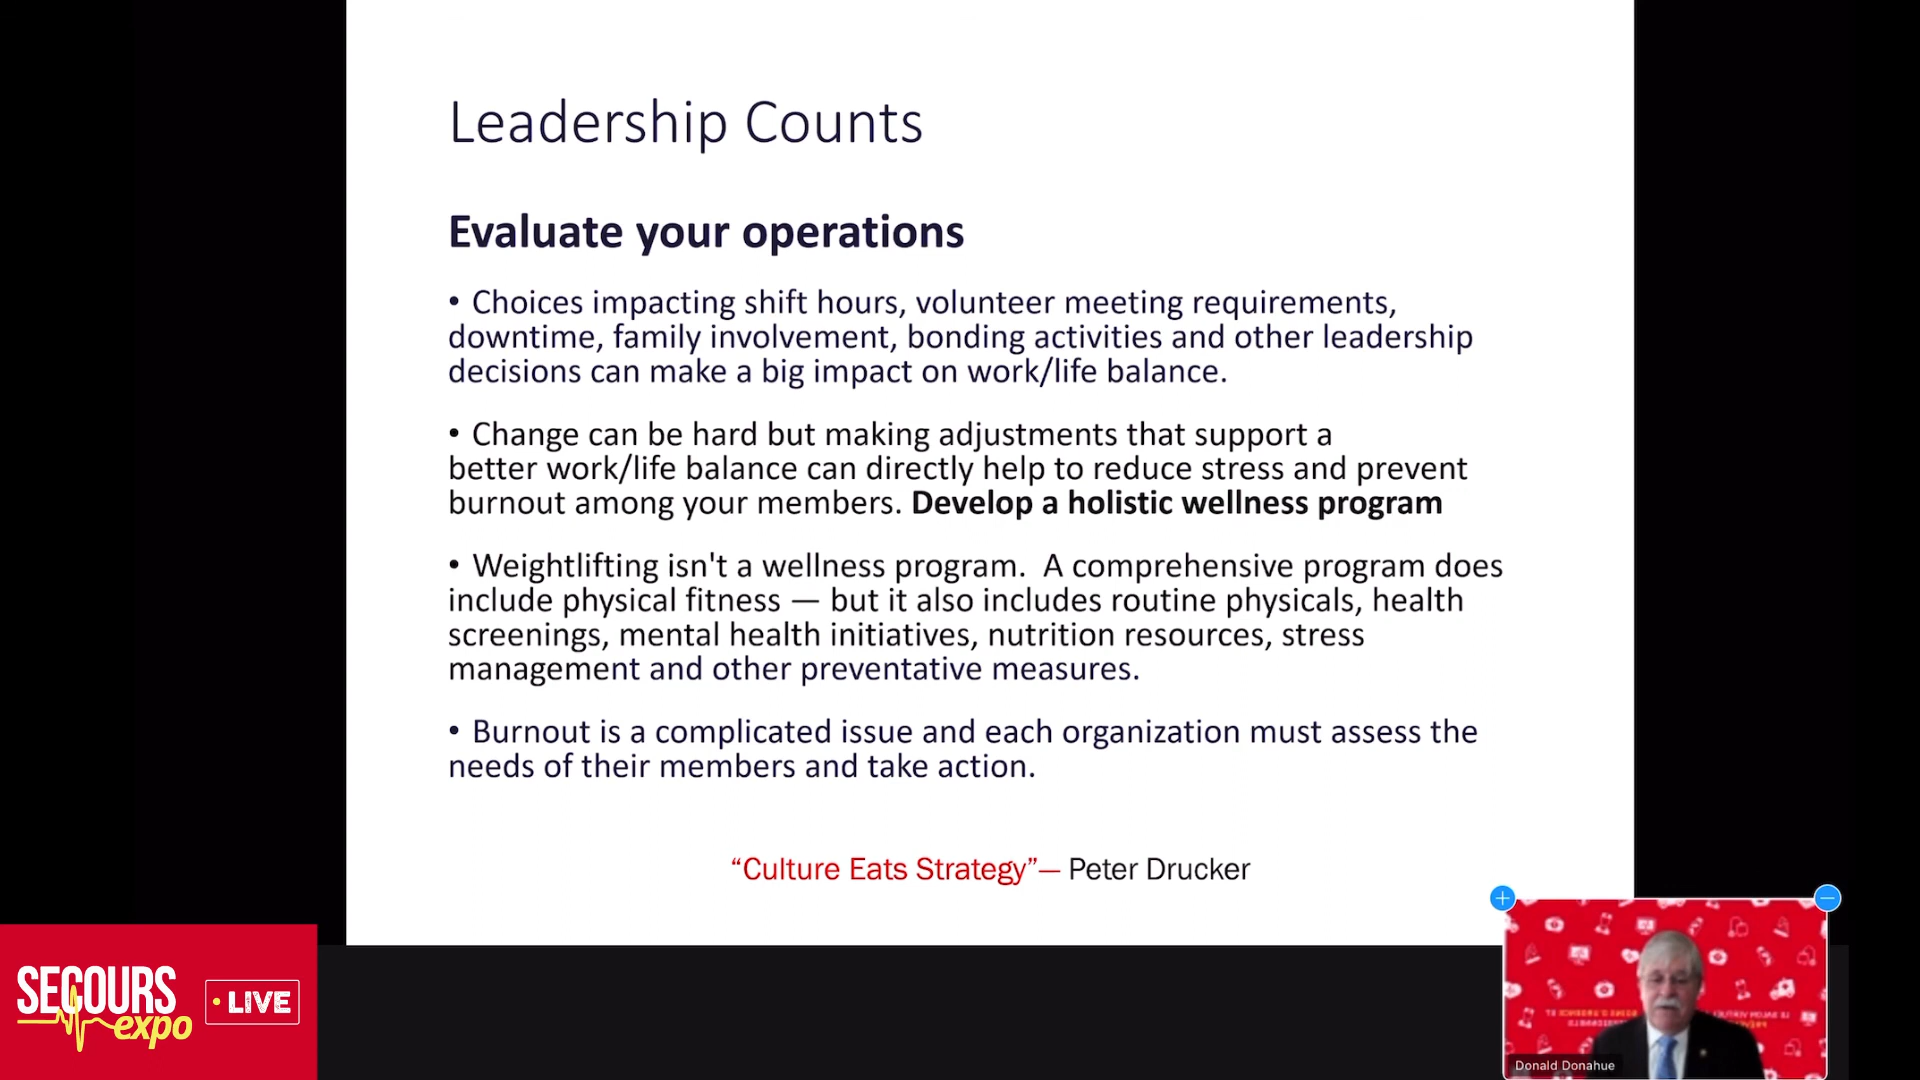 Leadership Counts
Evaluate your operations
• Choices impacting shift hours, volunteer meeting requirements,
downtime, family involvement, bonding activities and other leadership
decisions can make a big impact on work/life balance.
• Change can be hard but making adjustments that support a
better work/life balance can directly help to reduce stress and prevent
burnout among your members. Develop a holistic wellness program
• Weightlifting isn't a wellness program.  A comprehensive program does
include physical fitness — but it also includes routine physicals, health
screenings, mental health initiatives, nutrition resources, stress
management and other preventative measures.
• Burnout is a complicated issue and each organization must assess the
needs of their members and take action.
“Culture Eats Strategy”— Peter Drucker
SECOURS
expo
• LIVE
Donald Donahue